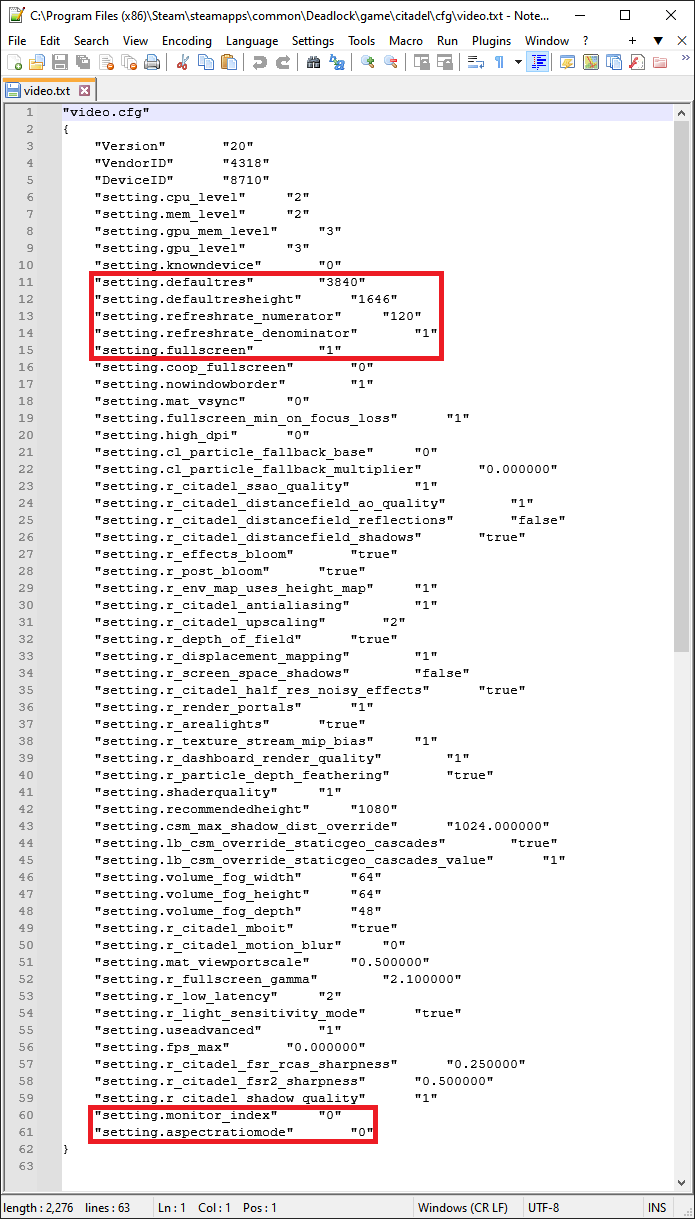 C:\Program Files (x86)\Steam\steamapps\common\Deadlock\game\citadel\cfg\video.txt - Note...
File Edit Search View Encoding Language Settings Tools Macro Run Plugins Window ? + ▼ X
video.txt
1 "video.cfg"
2 {
3 "Version" "20"
4 "VendorID" "4318"
5 "DeviceID" "8710"
6 "setting.cpu_level" "2"
7 "setting.mem_level" "2"
8 "setting.gpu_mem_level" "3"
9 "setting.gpu_level" "3"
10 "setting.knowndevice" "0"
11 "setting.defaultres" "3840"
12 "setting.defaultresheight" "1646"
13 "setting.refreshrate_numerator" "120"
14 "setting.refreshrate_denominator" "1"
15 "setting.fullscreen" "1"
16 "setting.coop_fullscreen" "0"
17 "setting.nowindowborder" "1"
18 "setting.mat_vsync" "0"
19 "setting.fullscreen_min_on_focus_loss" "1"
20 "setting.high_dpi" "0"
21 "setting.cl_particle_fallback_base" "0"
22 "setting.cl_particle_fallback_multiplier" "0.000000"
23 "setting.r_citadel_ssao_quality" "1"
24 "setting.r_citadel_distancefield_ao_quality" "1"
25 "setting.r_citadel_distancefield_reflections" "false"
26 "setting.r_citadel_distancefield_shadows" "true"
27 "setting.r_effects_bloom" "true"
28 "setting.r_post_bloom" "true"
29 "setting.r_env_map_uses_height_map" "1"
30 "setting.r_citadel_antialiasing" "1"
31 "setting.r_citadel_upscaling" "2"
32 "setting.r_depth_of_field" "true"
33 "setting.r_displacement_mapping" "1"
34 "setting.r_screen_space_shadows" "false"
35 "setting.r_citadel_half_res_noisy_effects" "true"
36 "setting.r_render_portals" "1"
37 "setting.r_arealights" "true"
38 "setting.r_texture_stream_mip_bias" "1"
39 "setting.r_dashboard_render_quality" "1"
40 "setting.r_particle_depth_feathering" "true"
41 "setting.shaderquality" "1"
42 "setting.recommendedheight" "1080"
43 "setting.csm_max_shadow_dist_override" "1024.000000"
44 "setting.lb_csm_override_staticgeo_cascades" "true"
45 "setting.lb_csm_override_staticgeo_cascades_value" "1"
46 "setting.volume_fog_width" "64"
47 "setting.volume_fog_height" "64"
48 "setting.volume_fog_depth" "48"
49 "setting.r_citadel_mboit" "true"
50 "setting.r_citadel_motion_blur" "0"
51 "setting.mat_viewportscale" "0.500000"
52 "setting.r_fullscreen_gamma" "2.100000"
53 "setting.r_low_latency" "2"
54 "setting.r_light_sensitivity_mode" "true"
55 "setting.useadvanced" "1"
56 "setting.fps_max" "0.000000"
57 "setting.r_citadel_fsr_rcas_sharpness" "0.250000"
58 "setting.r_citadel_fsr2_sharpness" "0.500000"
59 "setting.r_citadel_shadow_quality" "1"
60 "setting.monitor_index" "0"
61 "setting.aspectratiomode" "0"
62 }
63
length : 2,276 lines : 63 Ln : 1 Col : 1 Pos : 1 Windows (CR LF) UTF-8 INS